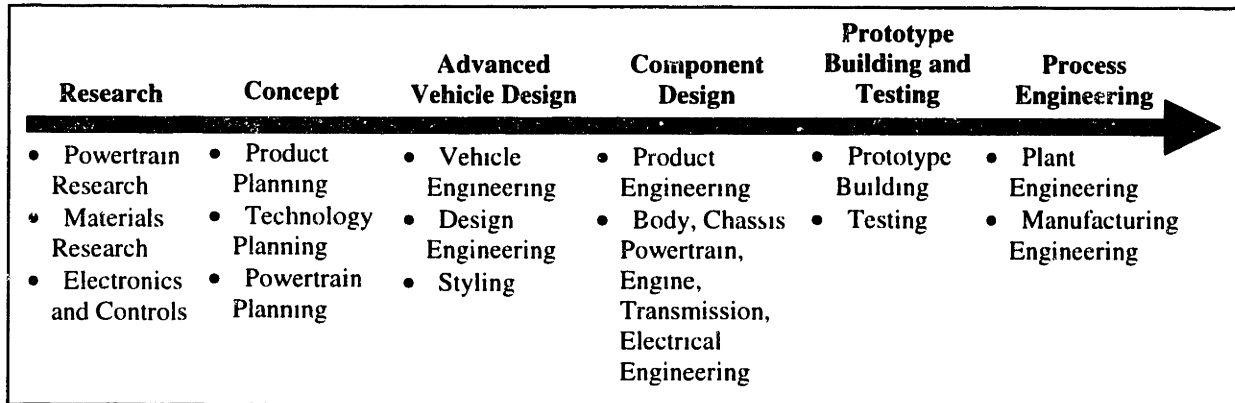 Research
Concept
Advanced
Vehicle Design
Component
Design
Prototype
Building and
Testing
Process
Engineering
• Powertrain
Research
• Materials
Research
• Electronics
and Controls
• Product
Planning
• Technology
Planning
• Powertrain
Planning
• Vehicle
Engineering
• Design
Engineering
• Styling
• Product
Engineering
• Body, Chassis
Powertrain,
Engine,
Transmission,
Electrical
Engineering
• Prototype
Building
• Testing
• Plant
Engineering
• Manufacturing
Engineering